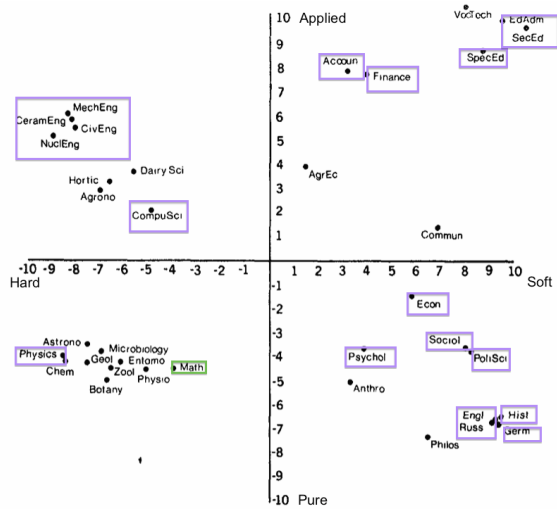 10 Applied
VocTech
EdAdm
SecEd
9
SpecEd
8
Accoun
Finance
7
6
MechEng
CeramEng
CivEng
5
NuclEng
4
Dairy Sci
AgrEc
3
Hortic
Agrono
2
CompuSci
1
Commun
-10 -9 -8 -7 -6 -5 -4 -3 -2 -1
1 2 3 4 5 6 7 8 9 10
Hard
Soft
-1
Econ
-2
-3
Astrono
Microbiology
Sociol
Physics
Geol
Entomo
Math
-4
Psychol
PoliSci
Chem
Zool
Physio
Botany
-5
Anthro
-6
Engl
Hist
Russ
Germ
-7
Philos
-8
-9
-10 Pure